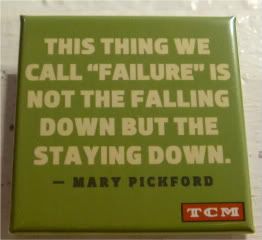 THIS THING WE
CALL “FAILURE” IS
NOT THE FALLING
DOWN BUT THE
STAYING DOWN.
— MARY PICKFORD
TCM